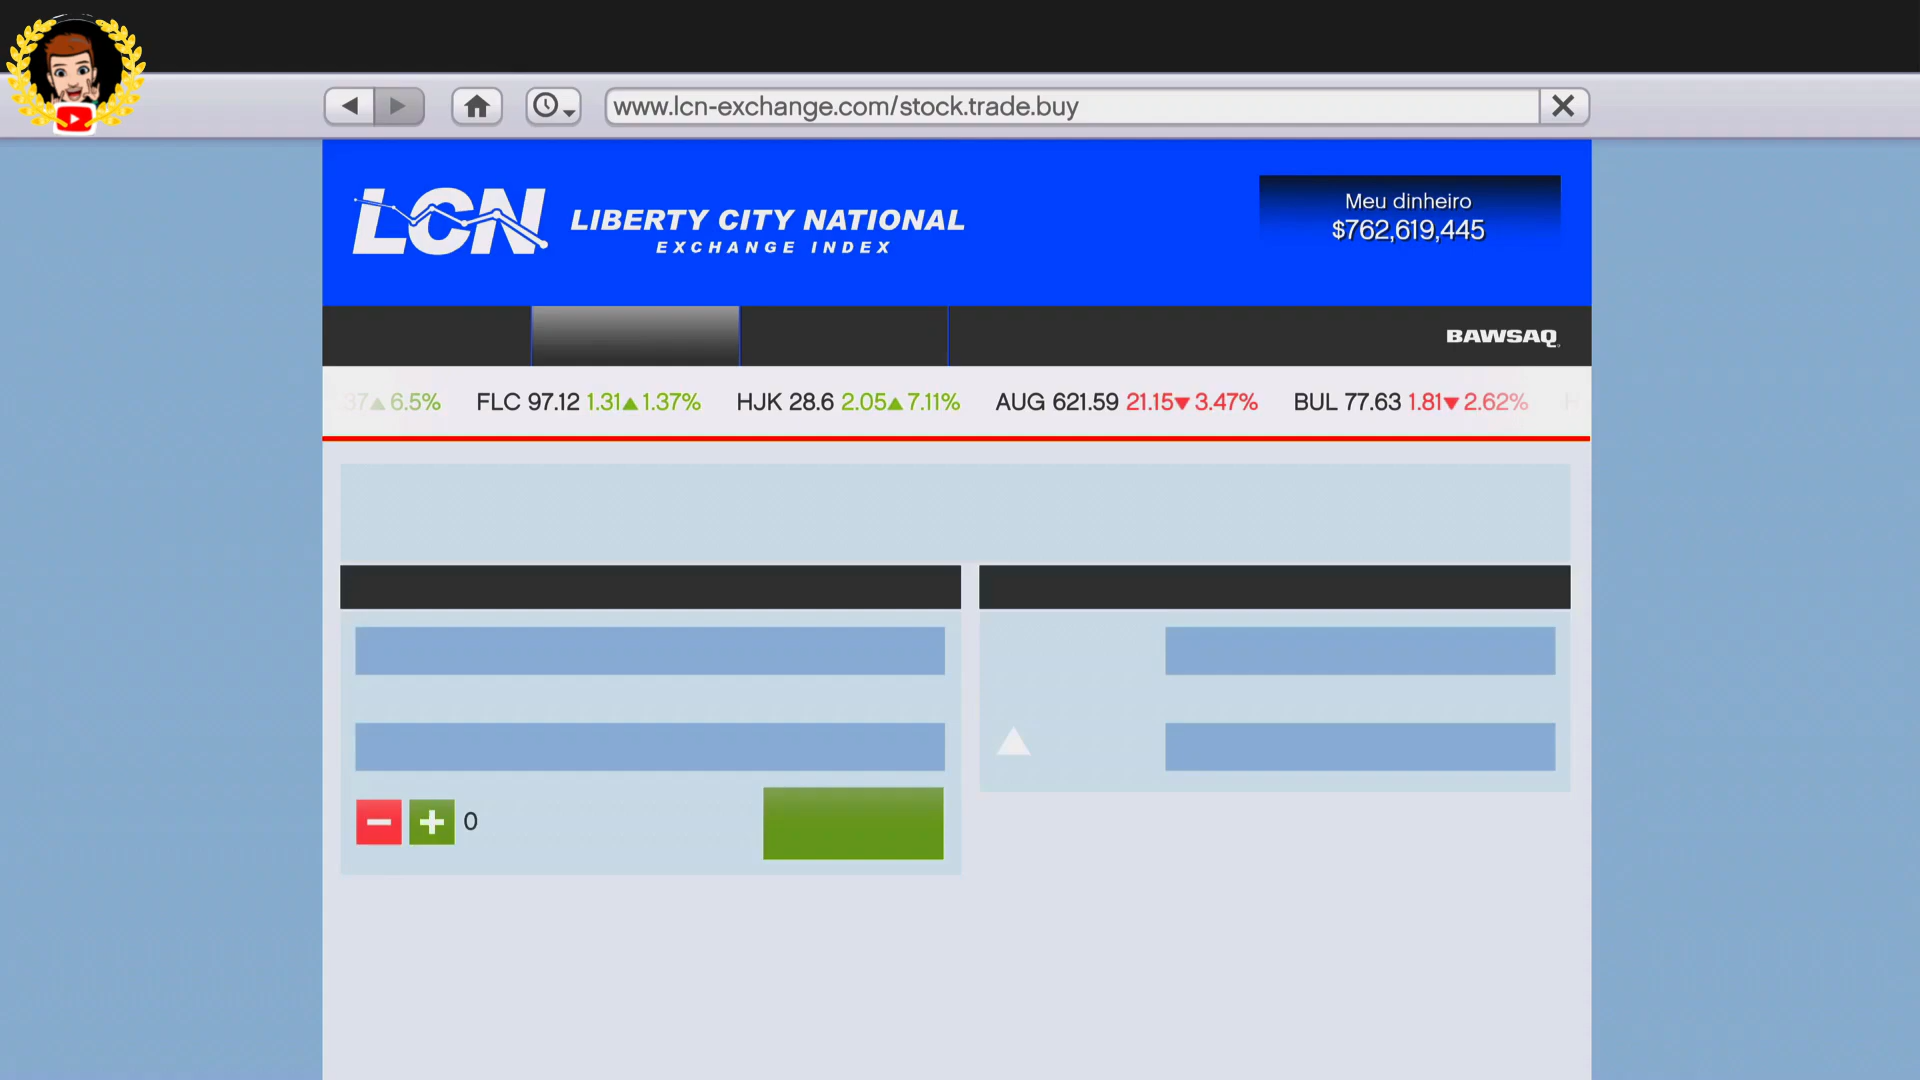 www.lcn-exchange.com/stock.trade.buy
LCN LIBERTY CITY NATIONAL
EXCHANGE INDEX
Meu dinheiro
$762,619,445
BAWSAQ
37▲6.5% FLC 97.12 1.31▲1.37% HJK 28.6 2.05▲7.11% AUG 621.59 21.15▼3.47% BUL 77.63 1.81▼2.62% H
0